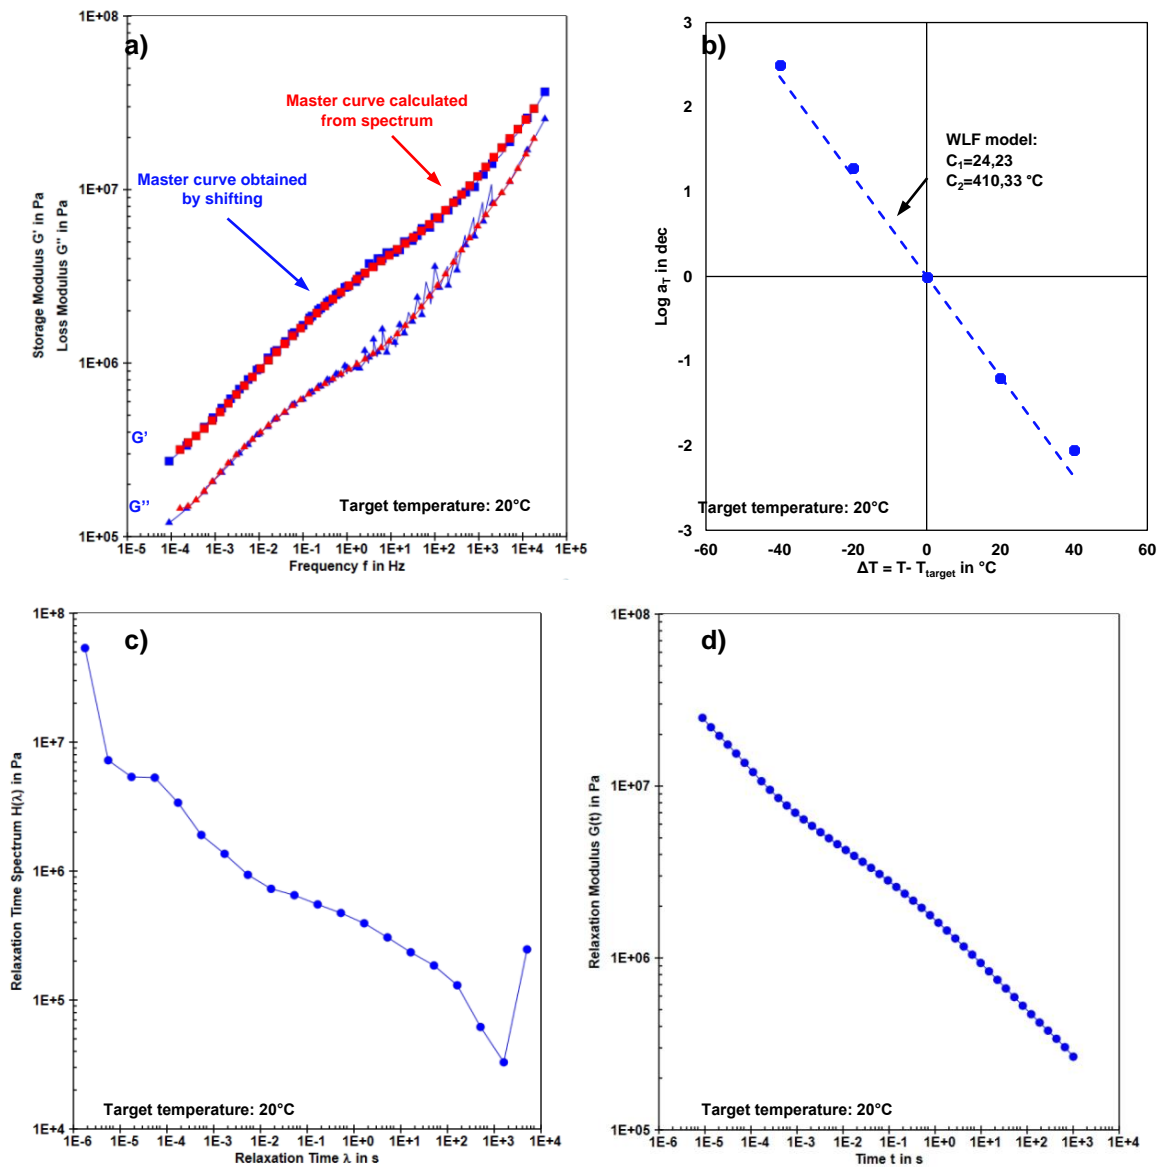 a)
1E+08
1E+07
1E+06
1E+05
Storage Modulus G' in Pa
Loss Modulus G'' in Pa
Master curve calculated
from spectrum
Master curve obtained
by shifting
G'
G''
Target temperature: 20°C
1E-5 1E-4 1E-3 1E-2 1E-1 1E+0 1E+1 1E+2 1E+3 1E+4 1E+5
Frequency f in Hz
b)
3
2
1
0
-1
-2
-3
Log aT in dec
WLF model:
C1=24,23
C2=410,33 °C
Target temperature: 20°C
-60 -40 -20 0 20 40 60
ΔT = T- Ttarget in °C
c)
1E+8
1E+7
1E+6
1E+5
1E+4
Relaxation Time Spectrum H(λ) in Pa
Target temperature: 20°C
1E-6 1E-5 1E-4 1E-3 1E-2 1E-1 1E+0 1E+1 1E+2 1E+3 1E+4
Relaxation Time λ in s
d)
1E+08
1E+07
1E+06
1E+05
Relaxation Modulus G(t) in Pa
Target temperature: 20°C
1E-6 1E-5 1E-4 1E-3 1E-2 1E-1 1E+0 1E+1 1E+2 1E+3 1E+4
Time t in s